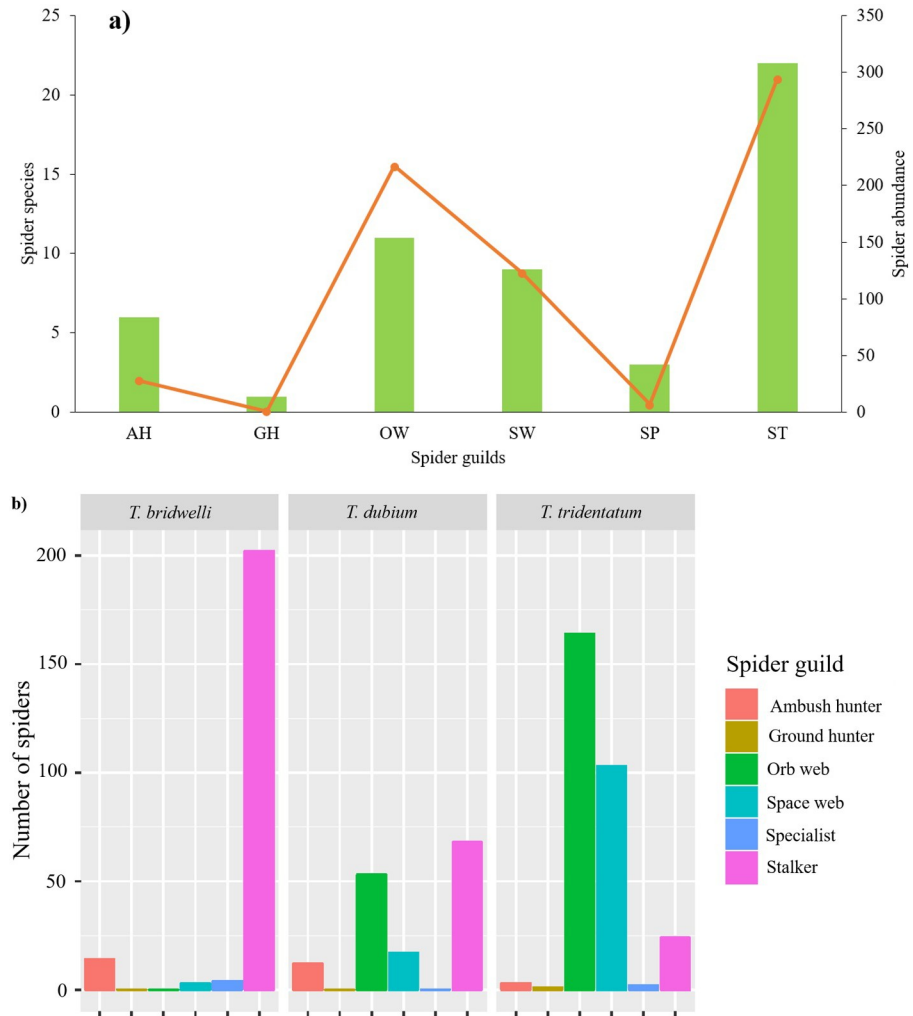 a)
25
20
15
10
5
0
Spider species
350
300
250
200
150
100
50
0
Spider abundance
AH GH OW SW SP ST
Spider guilds
b)
T. bridwelli T. dubium T. tridentatum
200
150
100
50
0
Number of spiders
Spider guild
Ambush hunter
Ground hunter
Orb web
Space web
Specialist
Stalker